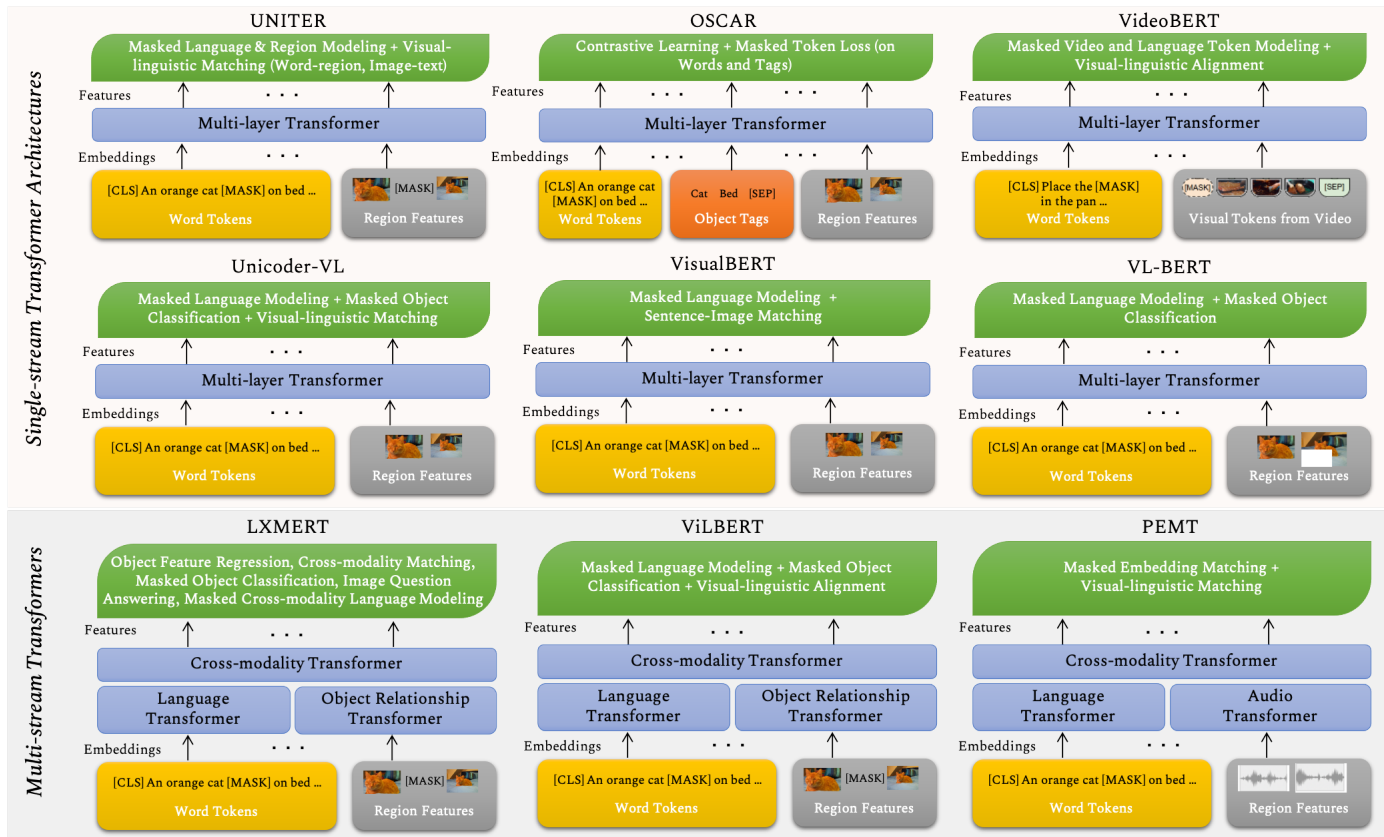 Single-stream Transformer Architectures
UNITER
Masked Language & Region Modeling + Visual-
linguistic Matching (Word-region, Image-text)
Features
. . .
Multi-layer Transformer
Embeddings
. . .
[CLS] An orange cat [MASK] on bed ...
Word Tokens
[MASK]
Region Features
OSCAR
Contrastive Learning + Masked Token Loss (on
Words and Tags)
Features
. . .
. . .
Multi-layer Transformer
Embeddings
. . .
. . .
[CLS] An orange cat
[MASK] on bed ...
Word Tokens
Cat Bed [SEP]
Object Tags
Region Features
VideoBERT
Masked Video and Language Token Modeling +
Visual-linguistic Alignment
Features
. . .
Multi-layer Transformer
Embeddings
. . .
[CLS] Place the [MASK]
in the pan ...
Word Tokens
[MASK]
[SEP]
Visual Tokens from Video
Unicoder-VL
Masked Language Modeling + Masked Object
Classification + Visual-linguistic Matching
Features
. . .
Multi-layer Transformer
Embeddings
. . .
[CLS] An orange cat [MASK] on bed ...
Word Tokens
Region Features
VisualBERT
Masked Language Modeling +
Sentence-Image Matching
Features
. . .
Multi-layer Transformer
Embeddings
. . .
[CLS] An orange cat [MASK] on bed ...
Word Tokens
Region Features
VL-BERT
Masked Language Modeling + Masked Object
Classification
Features
. . .
Multi-layer Transformer
Embeddings
. . .
[CLS] An orange cat [MASK] on bed ...
Word Tokens
Region Features
Multi-stream Transformers
LXMERT
Object Feature Regression, Cross-modality Matching,
Masked Object Classification, Image Question
Answering, Masked Cross-modality Language Modeling
Features
. . .
Cross-modality Transformer
Language
Transformer
Object Relationship
Transformer
Embeddings
. . .
[CLS] An orange cat [MASK] on bed ...
Word Tokens
[MASK]
Region Features
ViLBERT
Masked Language Modeling + Masked Object
Classification + Visual-linguistic Alignment
Features
. . .
Cross-modality Transformer
Language
Transformer
Object Relationship
Transformer
Embeddings
. . .
[CLS] An orange cat [MASK] on bed ...
Word Tokens
[MASK]
Region Features
PEMT
Masked Embedding Matching +
Visual-linguistic Matching
Features
. . .
Cross-modality Transformer
Language
Transformer
Audio
Transformer
Embeddings
. . .
[CLS] An orange cat [MASK] on bed ...
Word Tokens
Region Features